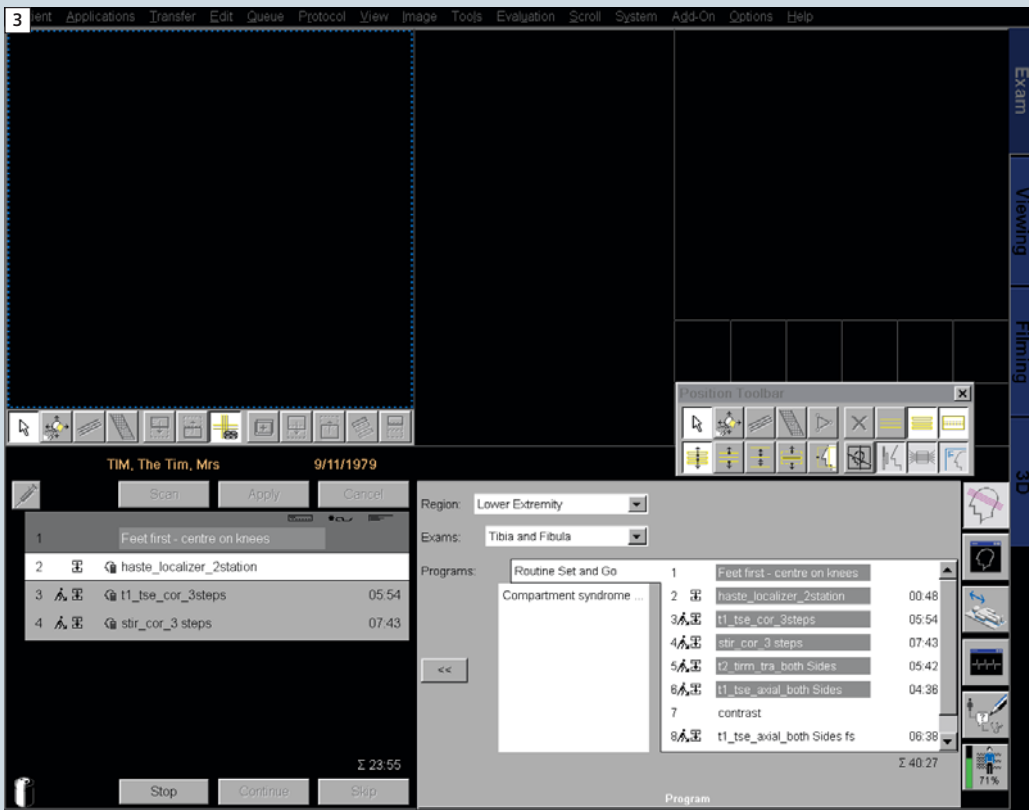 3
ient Applications Transfer Edit Queue Protocol View Image Tools Evaluation Scroll System Add-On Options Help
Exam
Viewing
Filming
3D
Position Toolbar
TIM, The Tim, Mrs 9/11/1979
Scan Apply Cancel
1 Feet first - centre on knees
2 haste_localizer_2station
3 t1_tse_cor_3steps 05:54
4 stir_cor_3 steps 07:43
Σ 23:55
Stop Continue Skip
Region: Lower Extremity
Exams: Tibia and Fibula
Programs: Routine Set and Go
Compartment syndrome ...
<<
1 Feet first - centre on knees
2 haste_localizer_2station 00:48
3 t1_tse_cor_3steps 05:54
4 stir_cor_3 steps 07:43
5 t2_tirm_tra_both Sides 05:42
6 t1_tse_axial_both Sides 04:36
7 contrast
8 t1_tse_axial_both Sides fs 06:38
Σ 40:27
Program
71%